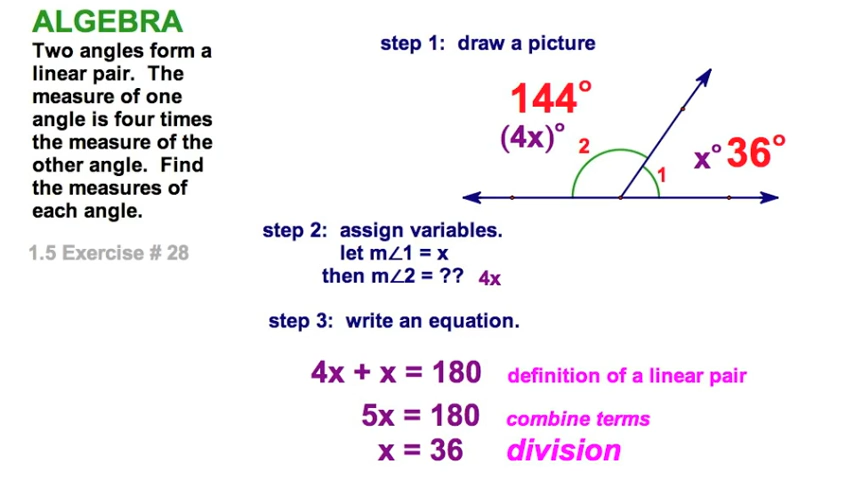 ALGEBRA
Two angles form a
linear pair. The
measure of one
angle is four times
the measure of the
other angle. Find
the measures of
each angle.
1.5 Exercise # 28
step 1: draw a picture
144°
(4x)°
2
1
x° 36°
step 2: assign variables.
let m∠1 = x
then m∠2 = ?? 4x
step 3: write an equation.
4x + x = 180 definition of a linear pair
5x = 180 combine terms
x = 36 division